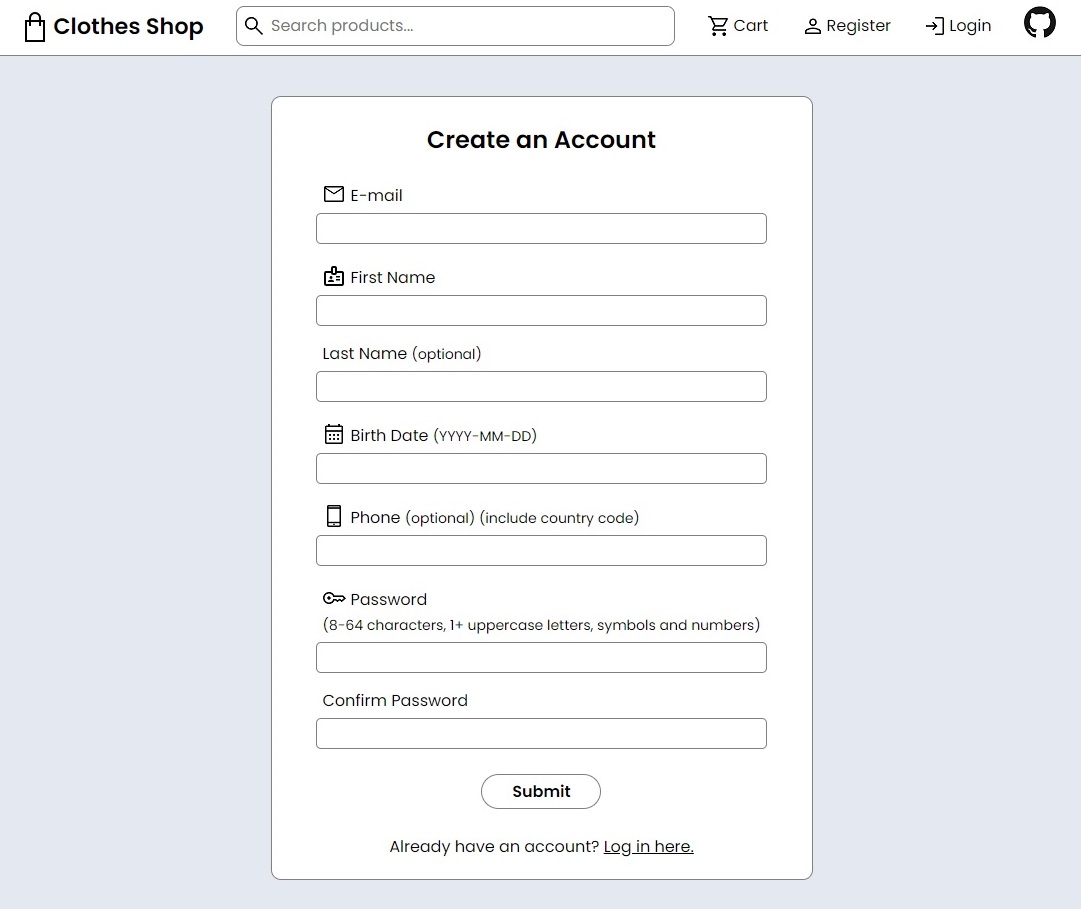 Clothes Shop
Search products...
Cart
Register
Login
Create an Account
E-mail
First Name
Last Name (optional)
Birth Date (YYYY-MM-DD)
Phone (optional) (include country code)
Password
(8-64 characters, 1+ uppercase letters, symbols and numbers)
Confirm Password
Submit
Already have an account? Log in here.